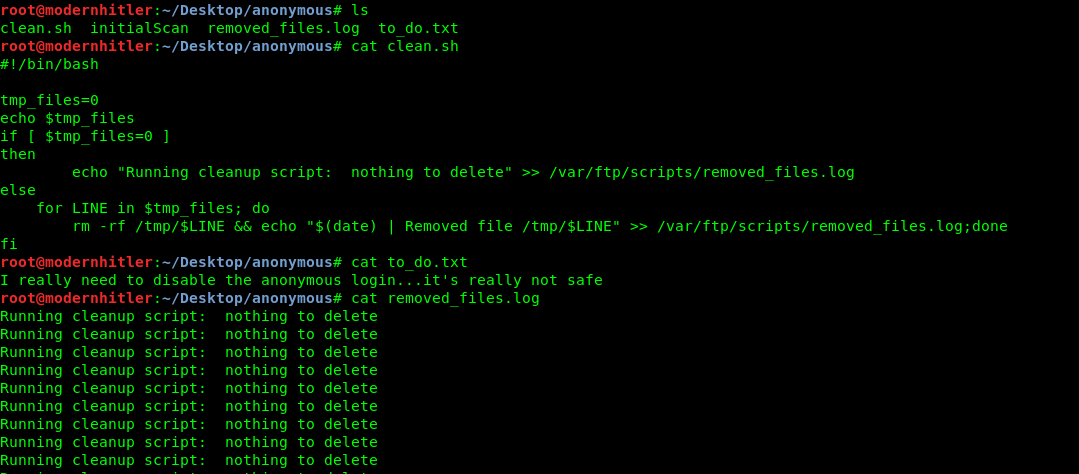 root@modernhitler:~/Desktop/anonymous# ls
clean.sh  initialScan  removed_files.log  to_do.txt
root@modernhitler:~/Desktop/anonymous# cat clean.sh
#!/bin/bash
tmp_files=0
echo $tmp_files
if [ $tmp_files=0 ]
then
        echo "Running cleanup script:  nothing to delete" >> /var/ftp/scripts/removed_files.log
else
    for LINE in $tmp_files; do
        rm -rf /tmp/$LINE && echo "$(date) | Removed file /tmp/$LINE" >> /var/ftp/scripts/removed_files.log;done
fi
root@modernhitler:~/Desktop/anonymous# cat to_do.txt
I really need to disable the anonymous login...it's really not safe
root@modernhitler:~/Desktop/anonymous# cat removed_files.log
Running cleanup script:  nothing to delete
Running cleanup script:  nothing to delete
Running cleanup script:  nothing to delete
Running cleanup script:  nothing to delete
Running cleanup script:  nothing to delete
Running cleanup script:  nothing to delete
Running cleanup script:  nothing to delete
Running cleanup script:  nothing to delete
Running cleanup script:  nothing to delete